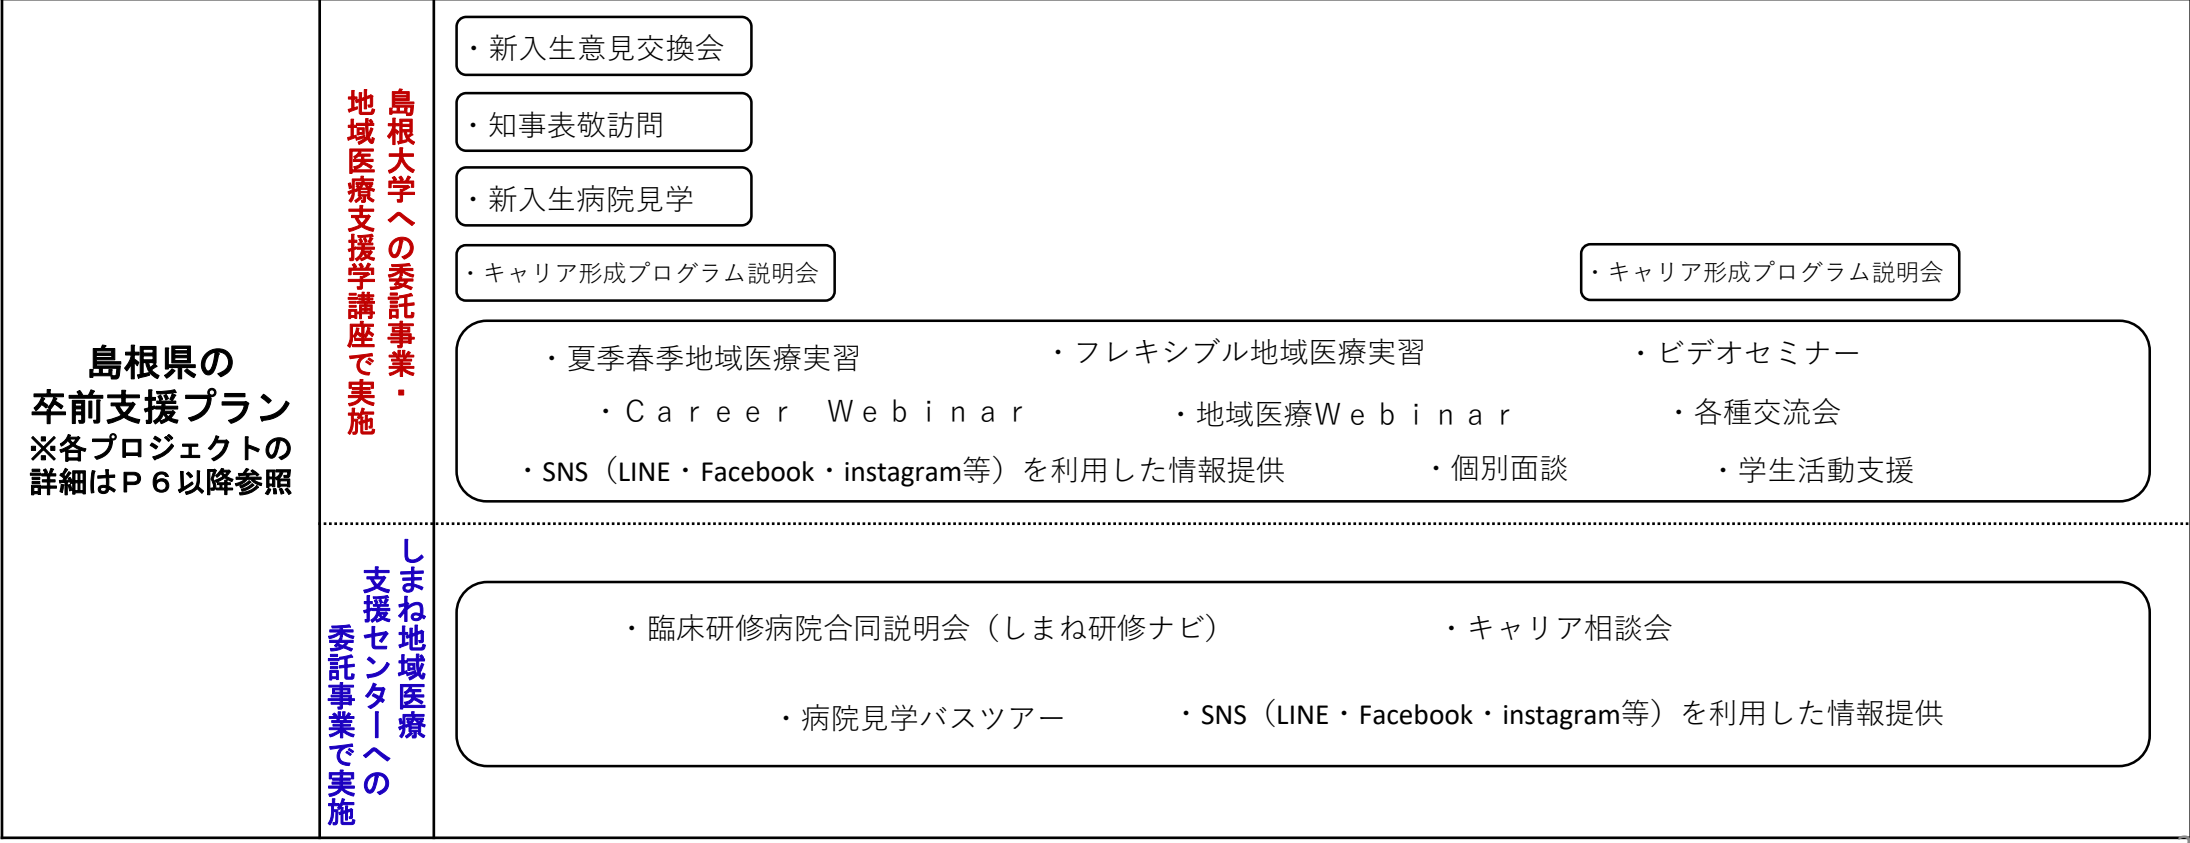 島根県の
卒前支援プラン
※各プロジェクトの
詳細はＰ６以降参照
島根大学への委託事業・
地域医療支援学講座で実施
・新入生意見交換会
・知事表敬訪問
・新入生病院見学
・キャリア形成プログラム説明会
・キャリア形成プログラム説明会
・夏季春季地域医療実習
・フレキシブル地域医療実習
・ビデオセミナー
・Ｃａｒｅｅｒ　Ｗｅｂｉｎａｒ
・地域医療Ｗｅｂｉｎａｒ
・各種交流会
・SNS（LINE・Facebook・instagram等）を利用した情報提供
・個別面談
・学生活動支援
しまね地域医療
支援センターへの
委託事業で実施
・臨床研修病院合同説明会（しまね研修ナビ）
・キャリア相談会
・病院見学バスツアー
・SNS（LINE・Facebook・instagram等）を利用した情報提供